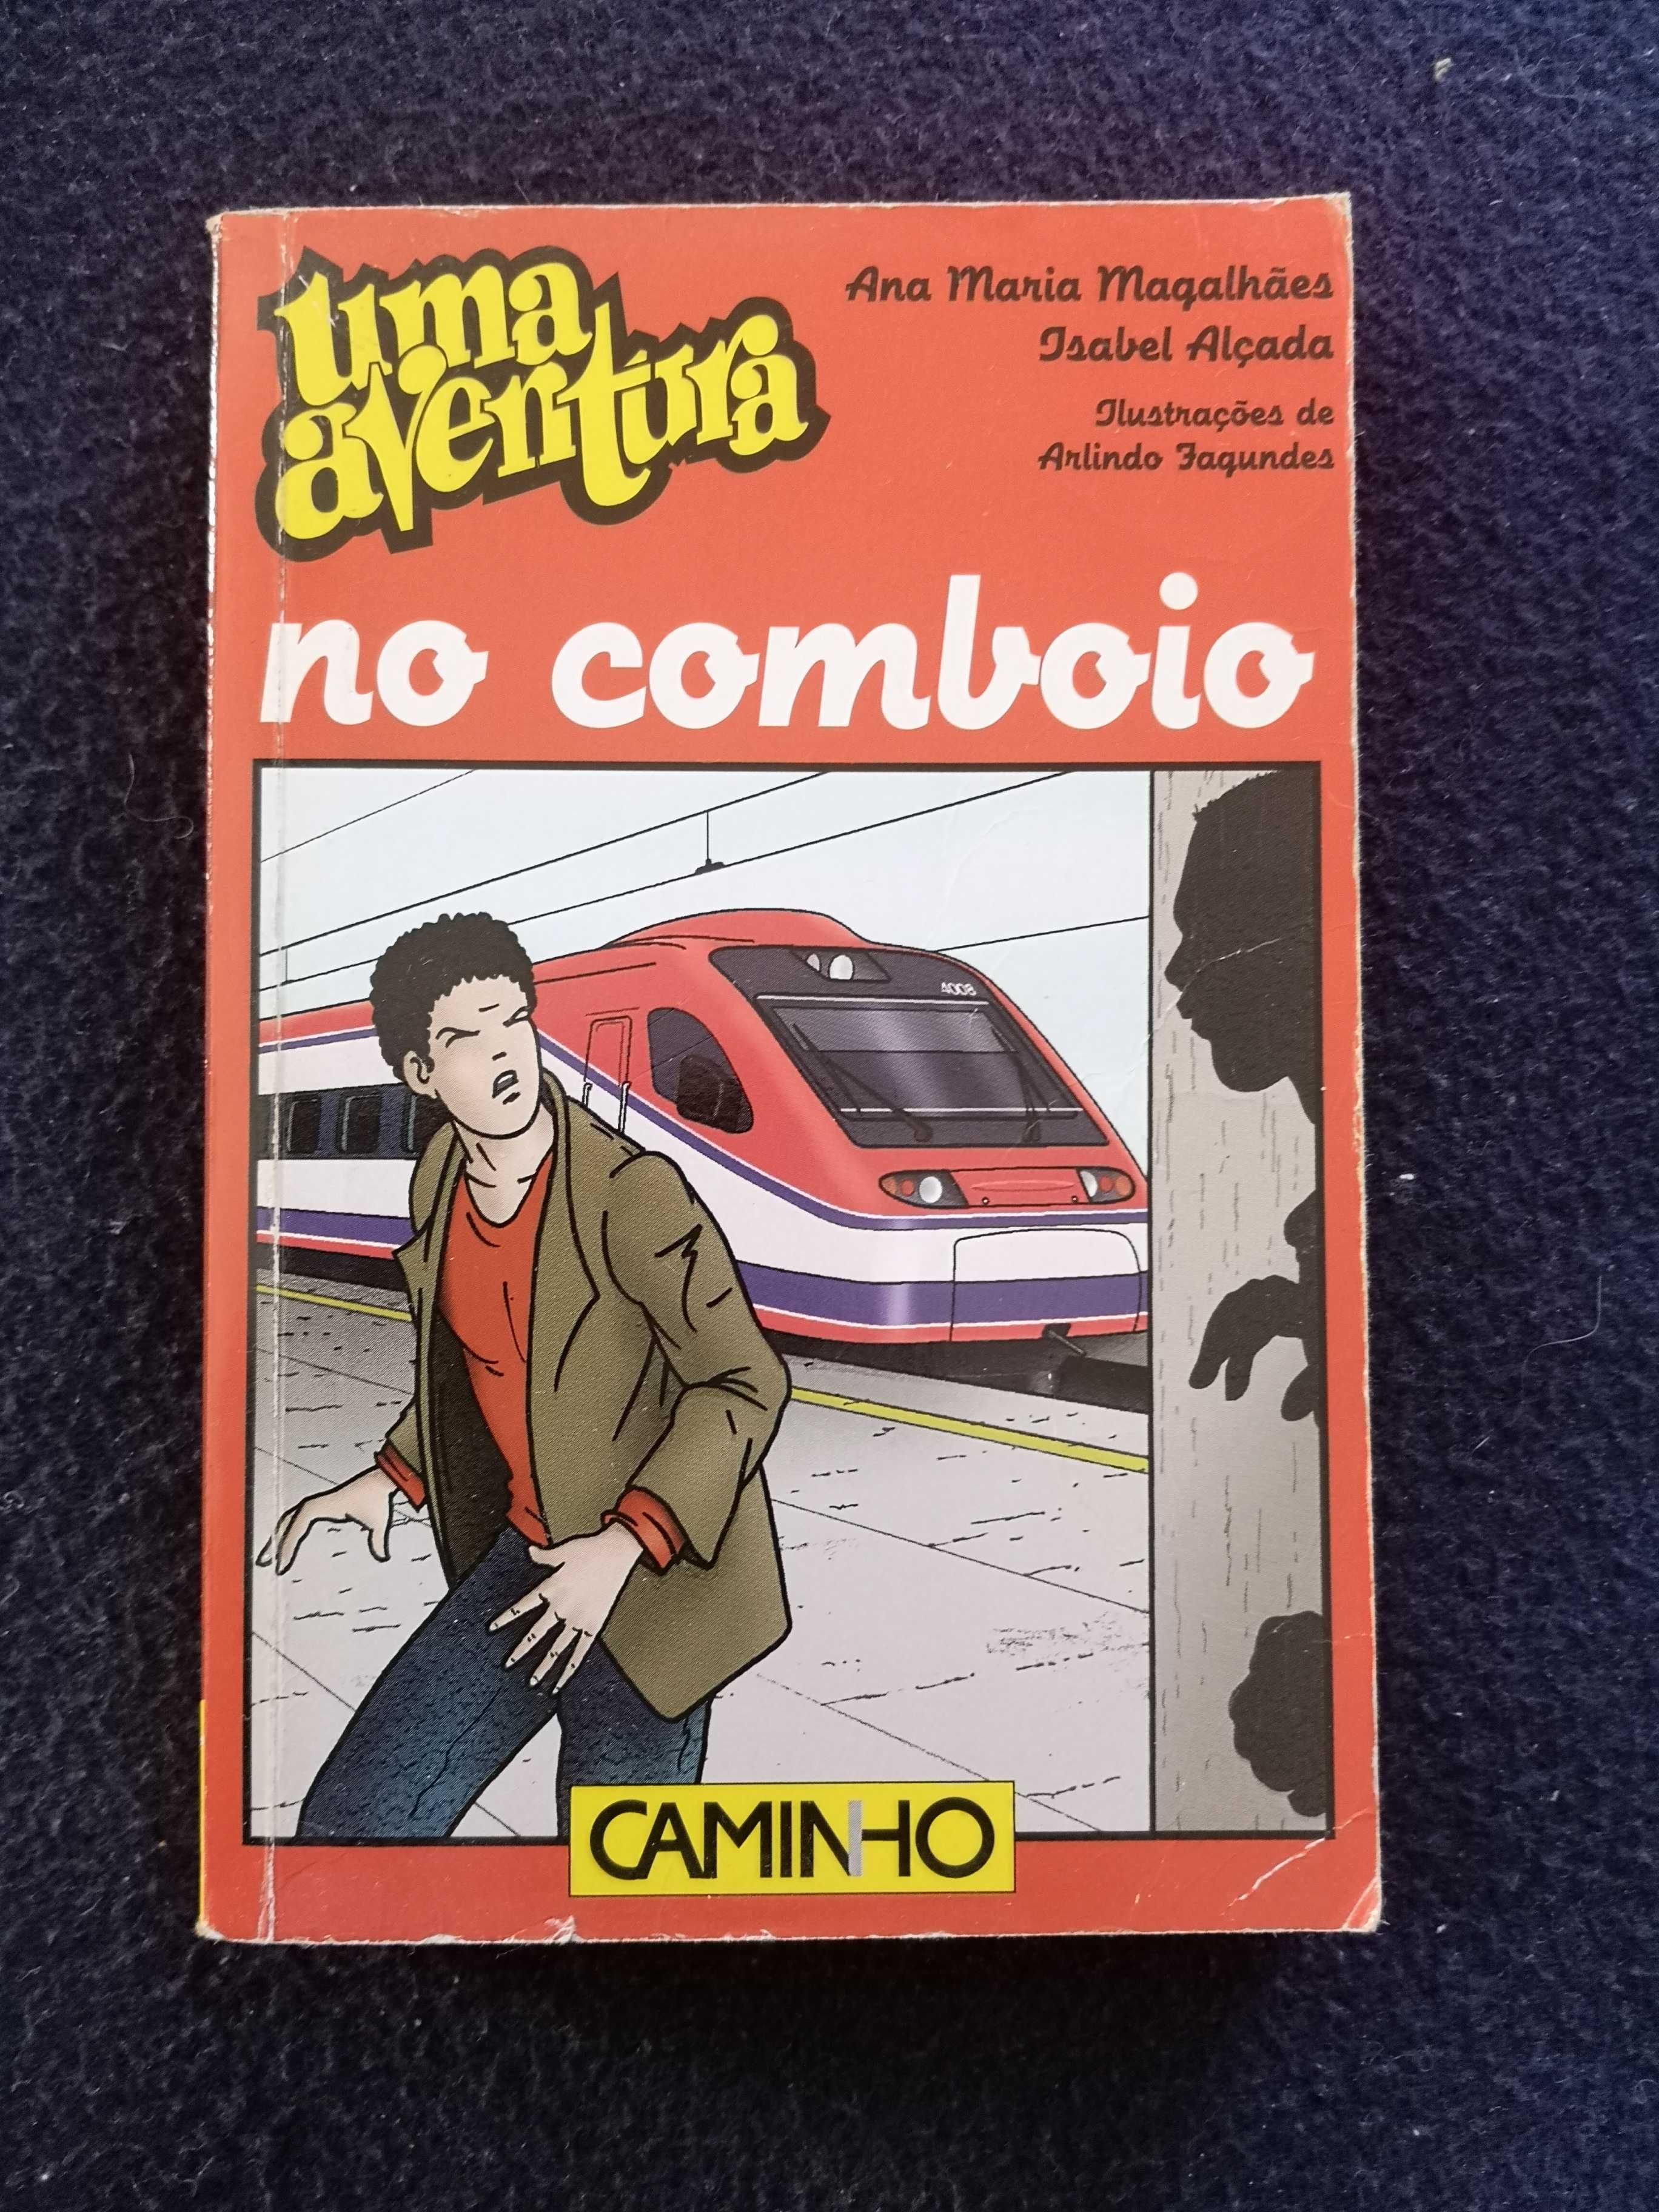 uma
aventura
Ana Maria Magalhães
Isabel Alçada
Ilustrações de
Arlindo Fagundes
no comboio
4008
CAMINHO